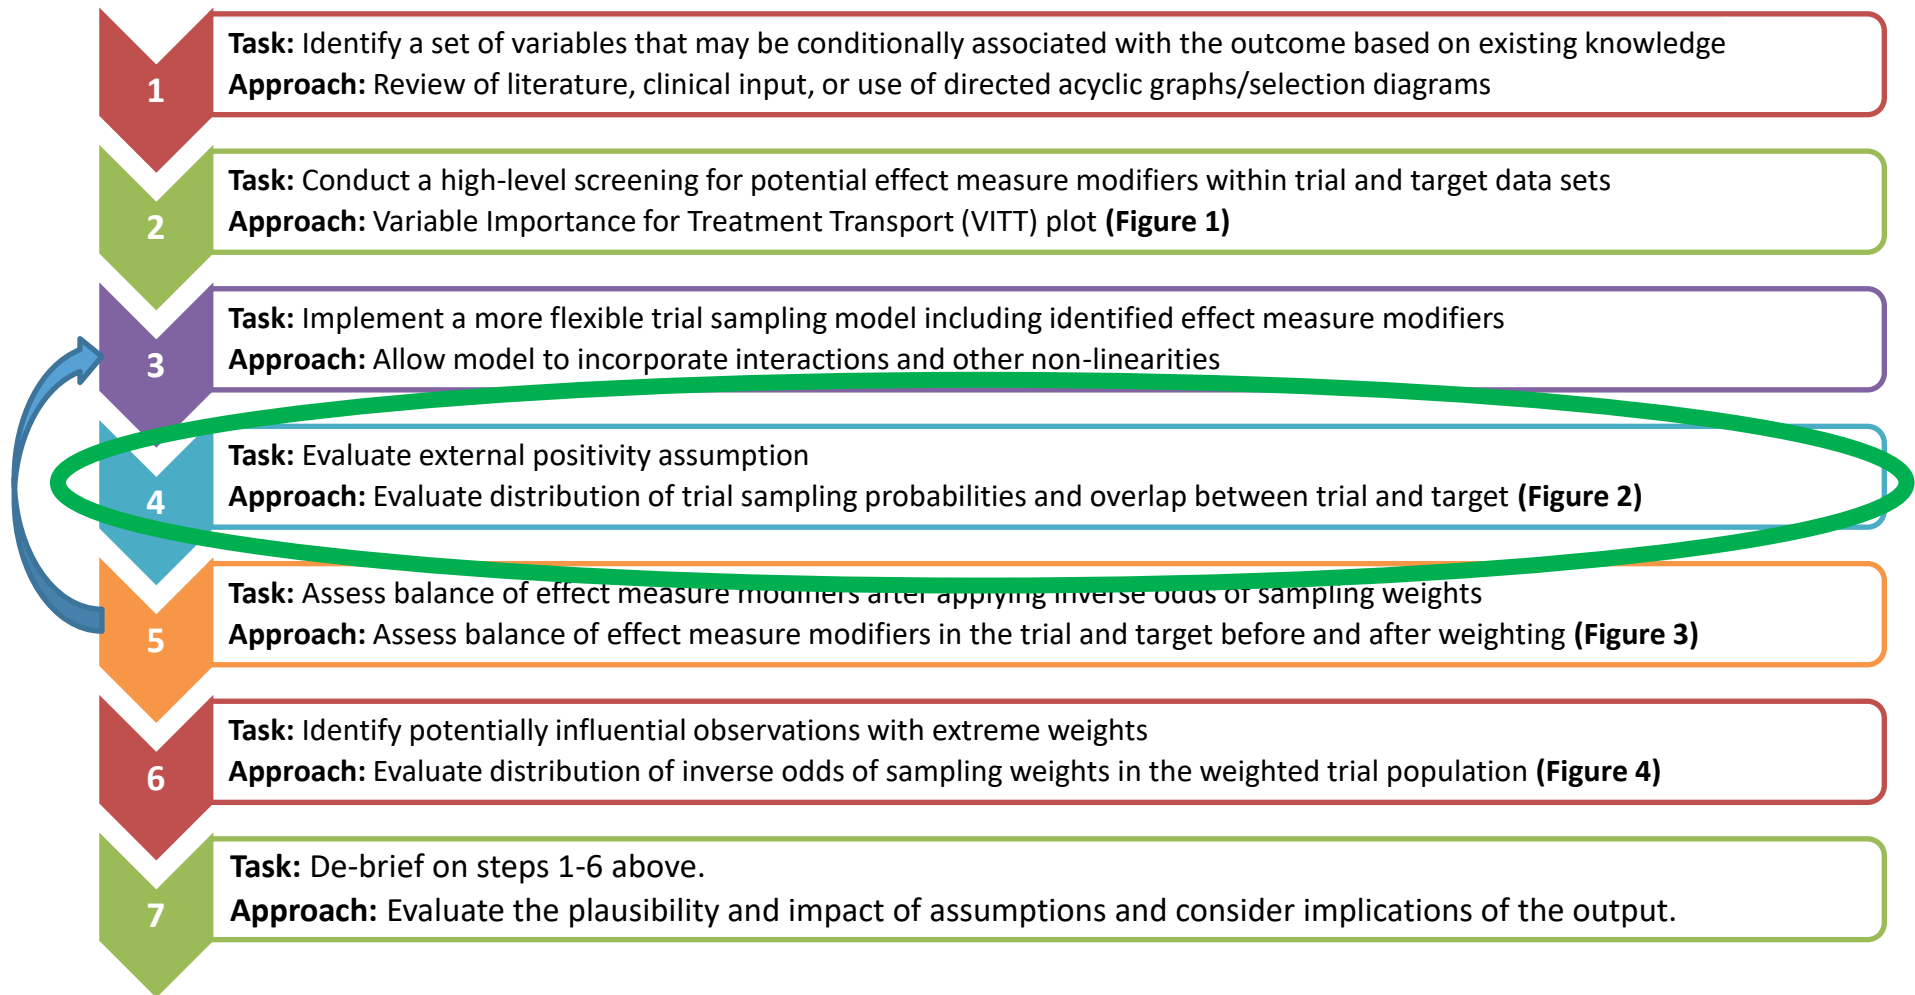 1
Task: Identify a set of variables that may be conditionally associated with the outcome based on existing knowledge
Approach: Review of literature, clinical input, or use of directed acyclic graphs/selection diagrams
2
Task: Conduct a high-level screening for potential effect measure modifiers within trial and target data sets
Approach: Variable Importance for Treatment Transport (VITT) plot (Figure 1)
3
Task: Implement a more flexible trial sampling model including identified effect measure modifiers
Approach: Allow model to incorporate interactions and other non-linearities
4
Task: Evaluate external positivity assumption
Approach: Evaluate distribution of trial sampling probabilities and overlap between trial and target (Figure 2)
5
Task: Assess balance of effect measure modifiers after applying inverse odds of sampling weights
Approach: Assess balance of effect measure modifiers in the trial and target before and after weighting (Figure 3)
6
Task: Identify potentially influential observations with extreme weights
Approach: Evaluate distribution of inverse odds of sampling weights in the weighted trial population (Figure 4)
7
Task: De-brief on steps 1-6 above.
Approach: Evaluate the plausibility and impact of assumptions and consider implications of the output.